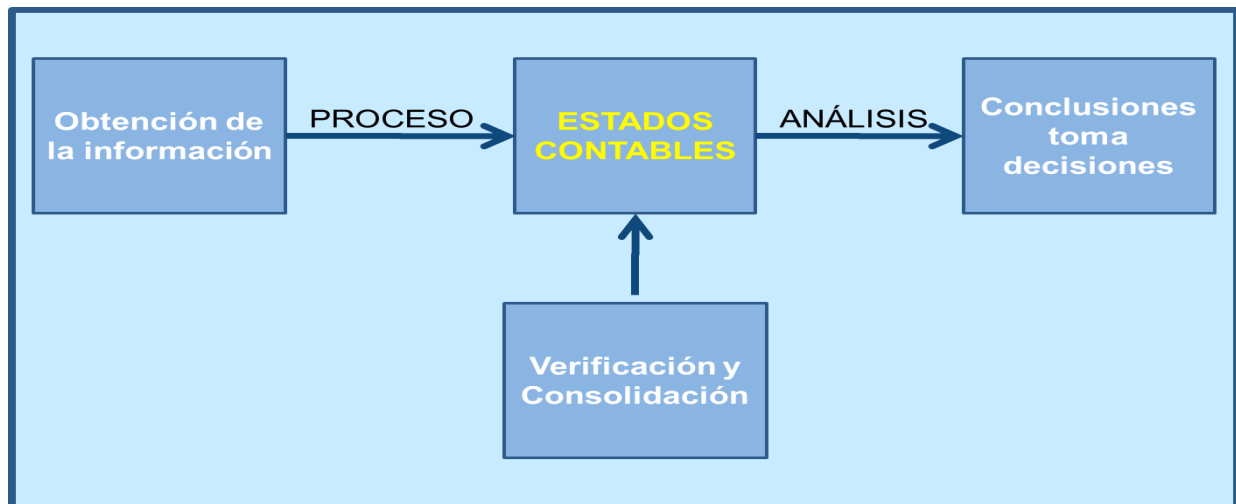 Obtención de
la información
PROCESO
ESTADOS
CONTABLES
ANÁLISIS
Conclusiones
toma
decisiones
Verificación y
Consolidación